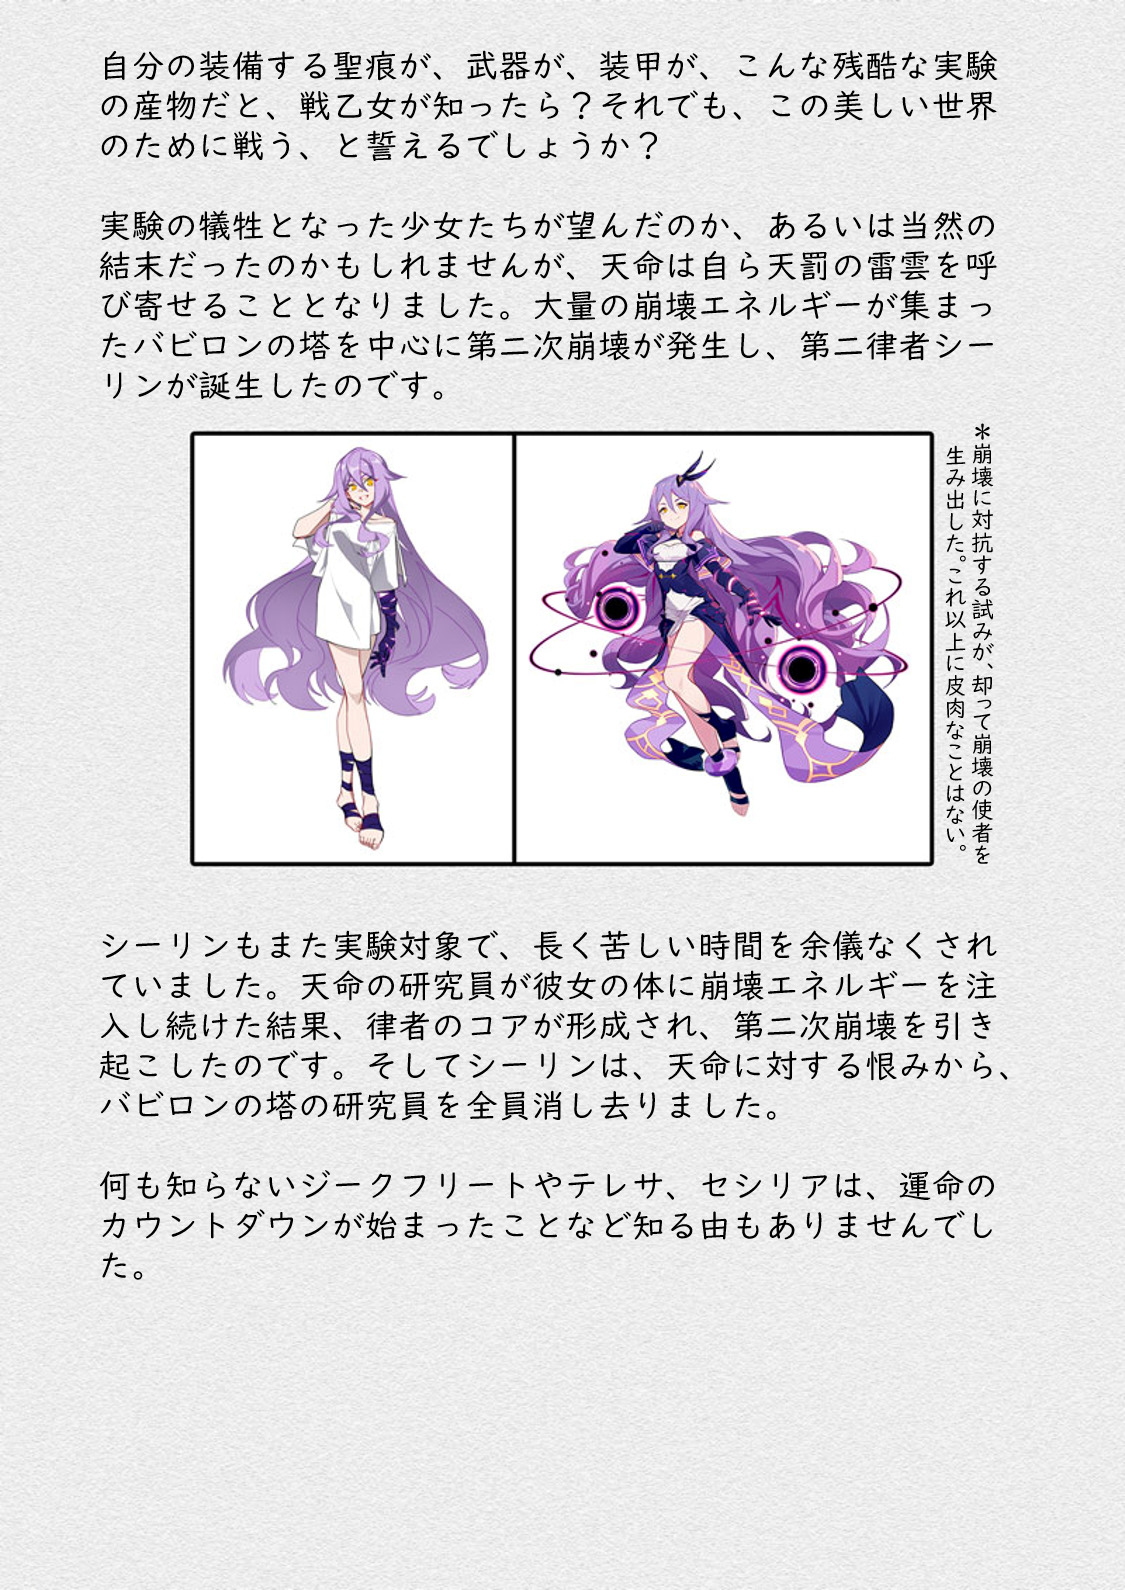 自分の装備する聖痕が、武器が、装甲が、こんな残酷な実験
の産物だと、戦乙女が知ったら？それでも、この美しい世界
のために戦う、と誓えるでしょうか？
実験の犠牲となった少女たちが望んだのか、あるいは当然の
結末だったのかもしれませんが、天命は自ら天罰の雷雲を呼
び寄せることとなりました。大量の崩壊エネルギーが集まっ
たバビロンの塔を中心に第二次崩壊が発生し、第二律者シー
リンが誕生したのです。
＊崩壊に対抗する試みが、却って崩壊の使者を
生み出した。これ以上に皮肉なことはない。
シーリンもまた実験対象で、長く苦しい時間を余儀なくされ
ていました。天命の研究員が彼女の体に崩壊エネルギーを注
入し続けた結果、律者のコアが形成され、第二次崩壊を引き
起こしたのです。そしてシーリンは、天命に対する恨みから、
バビロンの塔の研究員を全員消し去りました。
何も知らないジークフリートやテレサ、セシリアは、運命の
カウントダウンが始まったことなど知る由もありませんでし
た。